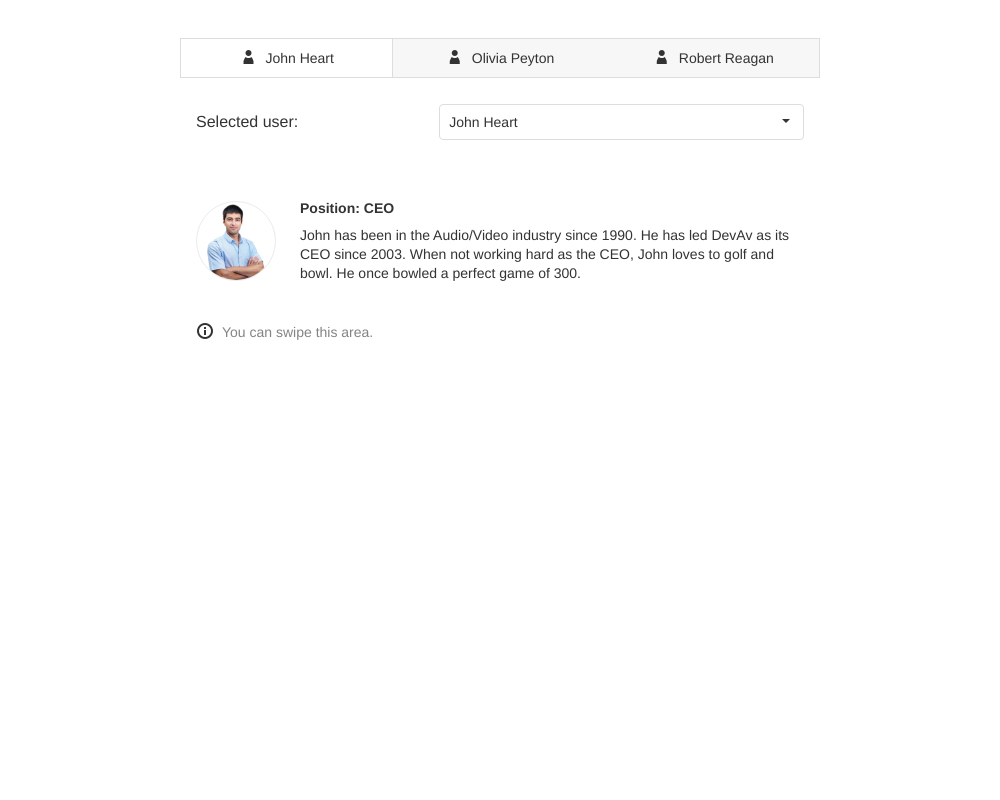 John Heart
Olivia Peyton
Robert Reagan
Selected user:
John Heart
Position: CEO
John has been in the Audio/Video industry since 1990. He has led DevAv as its
CEO since 2003. When not working hard as the CEO, John loves to golf and
bowl. He once bowled a perfect game of 300.
You can swipe this area.